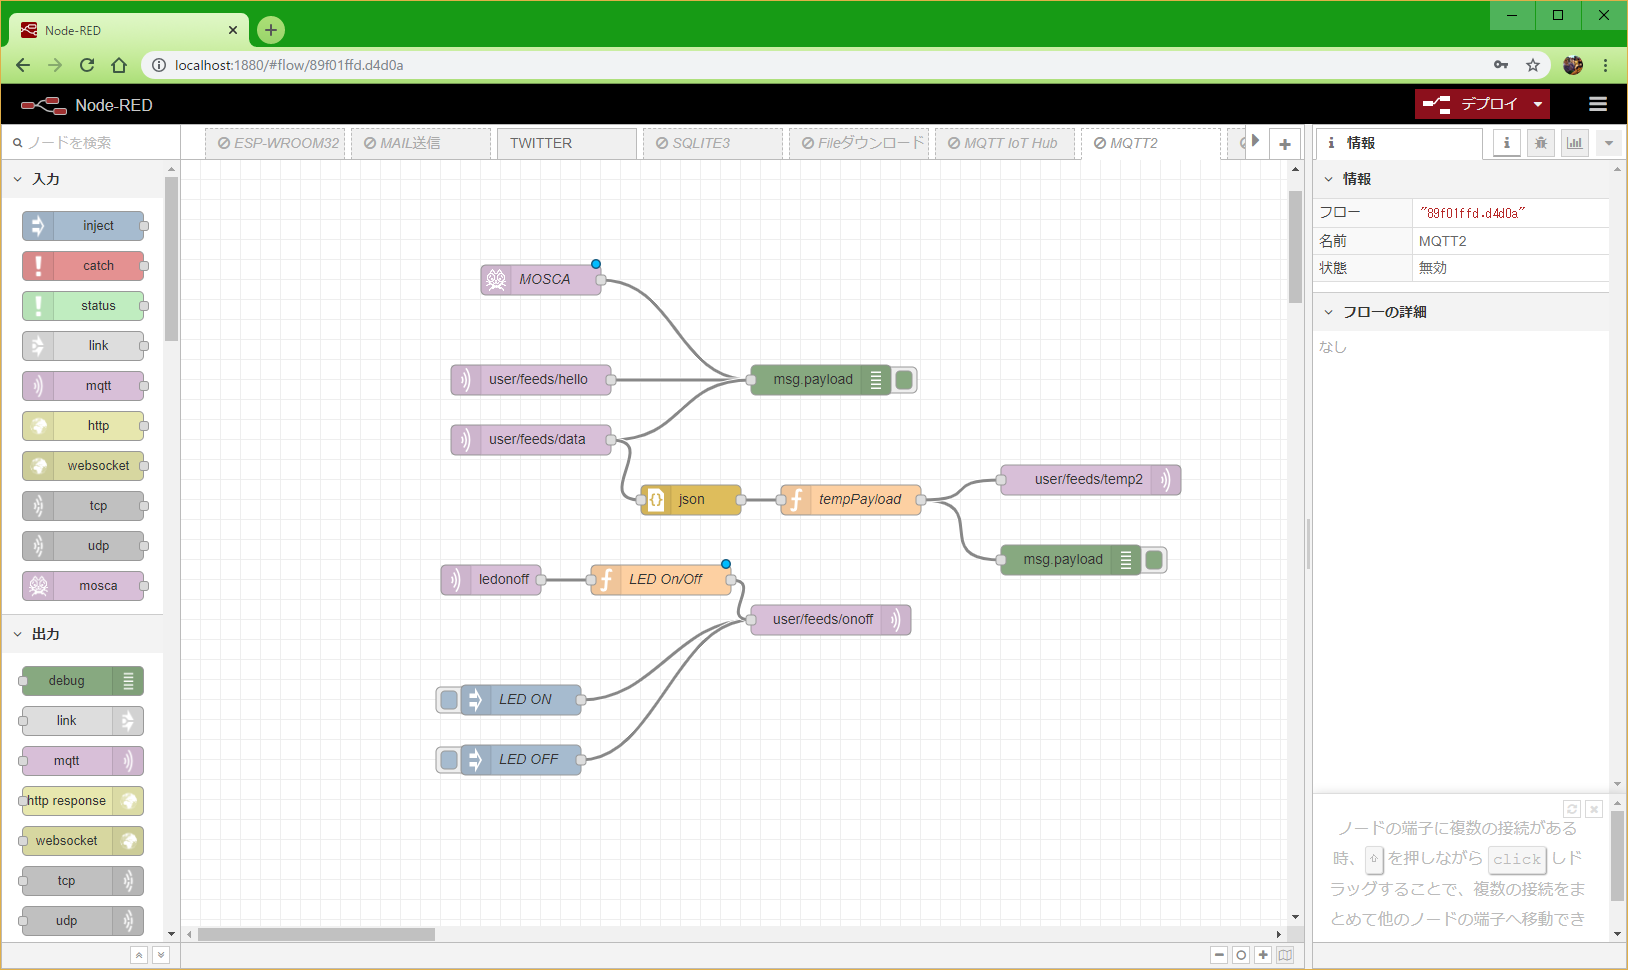 Node-RED
localhost:1880/#flow/89f01ffd.d4d0a
Node-RED
デプロイ
ノードを検索
ESP-WROOM32
MAIL送信
TWITTER
SQLITE3
Fileダウンロード
MQTT IoT Hub
MQTT2
情報
入力
inject
catch
status
link
mqtt
http
websocket
tcp
udp
mosca
出力
debug
link
mqtt
http response
websocket
tcp
udp
MOSCA
user/feeds/hello
msg.payload
user/feeds/data
json
tempPayload
user/feeds/temp2
msg.payload
ledonoff
LED On/Off
user/feeds/onoff
LED ON
LED OFF
情報
フロー "89f01ffd.d4d0a"
名前 MQTT2
状態 無効
フローの詳細
なし
ノードの端子に複数の接続がある
時、⇧を押しながら click しド
ラッグすることで、複数の接続をま
とめて他のノードの端子へ移動でき